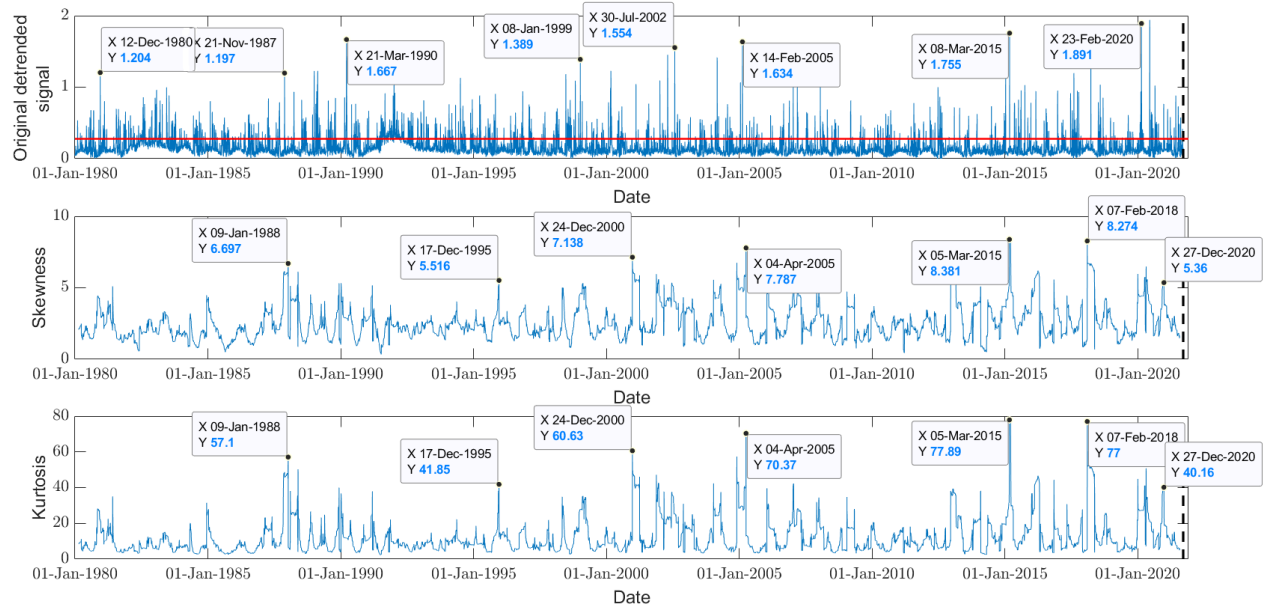 Original detrended
signal
2
1
0
X 12-Dec-1980
Y 1.204
X 21-Nov-1987
Y 1.197
X 21-Mar-1990
Y 1.667
X 08-Jan-1999
Y 1.389
X 30-Jul-2002
Y 1.554
X 14-Feb-2005
Y 1.634
X 08-Mar-2015
Y 1.755
X 23-Feb-2020
Y 1.891
01-Jan-1980 01-Jan-1985 01-Jan-1990 01-Jan-1995 01-Jan-2000 01-Jan-2005 01-Jan-2010 01-Jan-2015 01-Jan-2020
Date
Skewness
10
5
0
X 09-Jan-1988
Y 6.697
X 17-Dec-1995
Y 5.516
X 24-Dec-2000
Y 7.138
X 04-Apr-2005
Y 7.787
X 05-Mar-2015
Y 8.381
X 07-Feb-2018
Y 8.274
X 27-Dec-2020
Y 5.36
01-Jan-1980 01-Jan-1985 01-Jan-1990 01-Jan-1995 01-Jan-2000 01-Jan-2005 01-Jan-2010 01-Jan-2015 01-Jan-2020
Date
Kurtosis
80
60
40
20
0
X 09-Jan-1988
Y 57.1
X 17-Dec-1995
Y 41.85
X 24-Dec-2000
Y 60.63
X 04-Apr-2005
Y 70.37
X 05-Mar-2015
Y 77.89
X 07-Feb-2018
Y 77
X 27-Dec-2020
Y 40.16
01-Jan-1980 01-Jan-1985 01-Jan-1990 01-Jan-1995 01-Jan-2000 01-Jan-2005 01-Jan-2010 01-Jan-2015 01-Jan-2020
Date